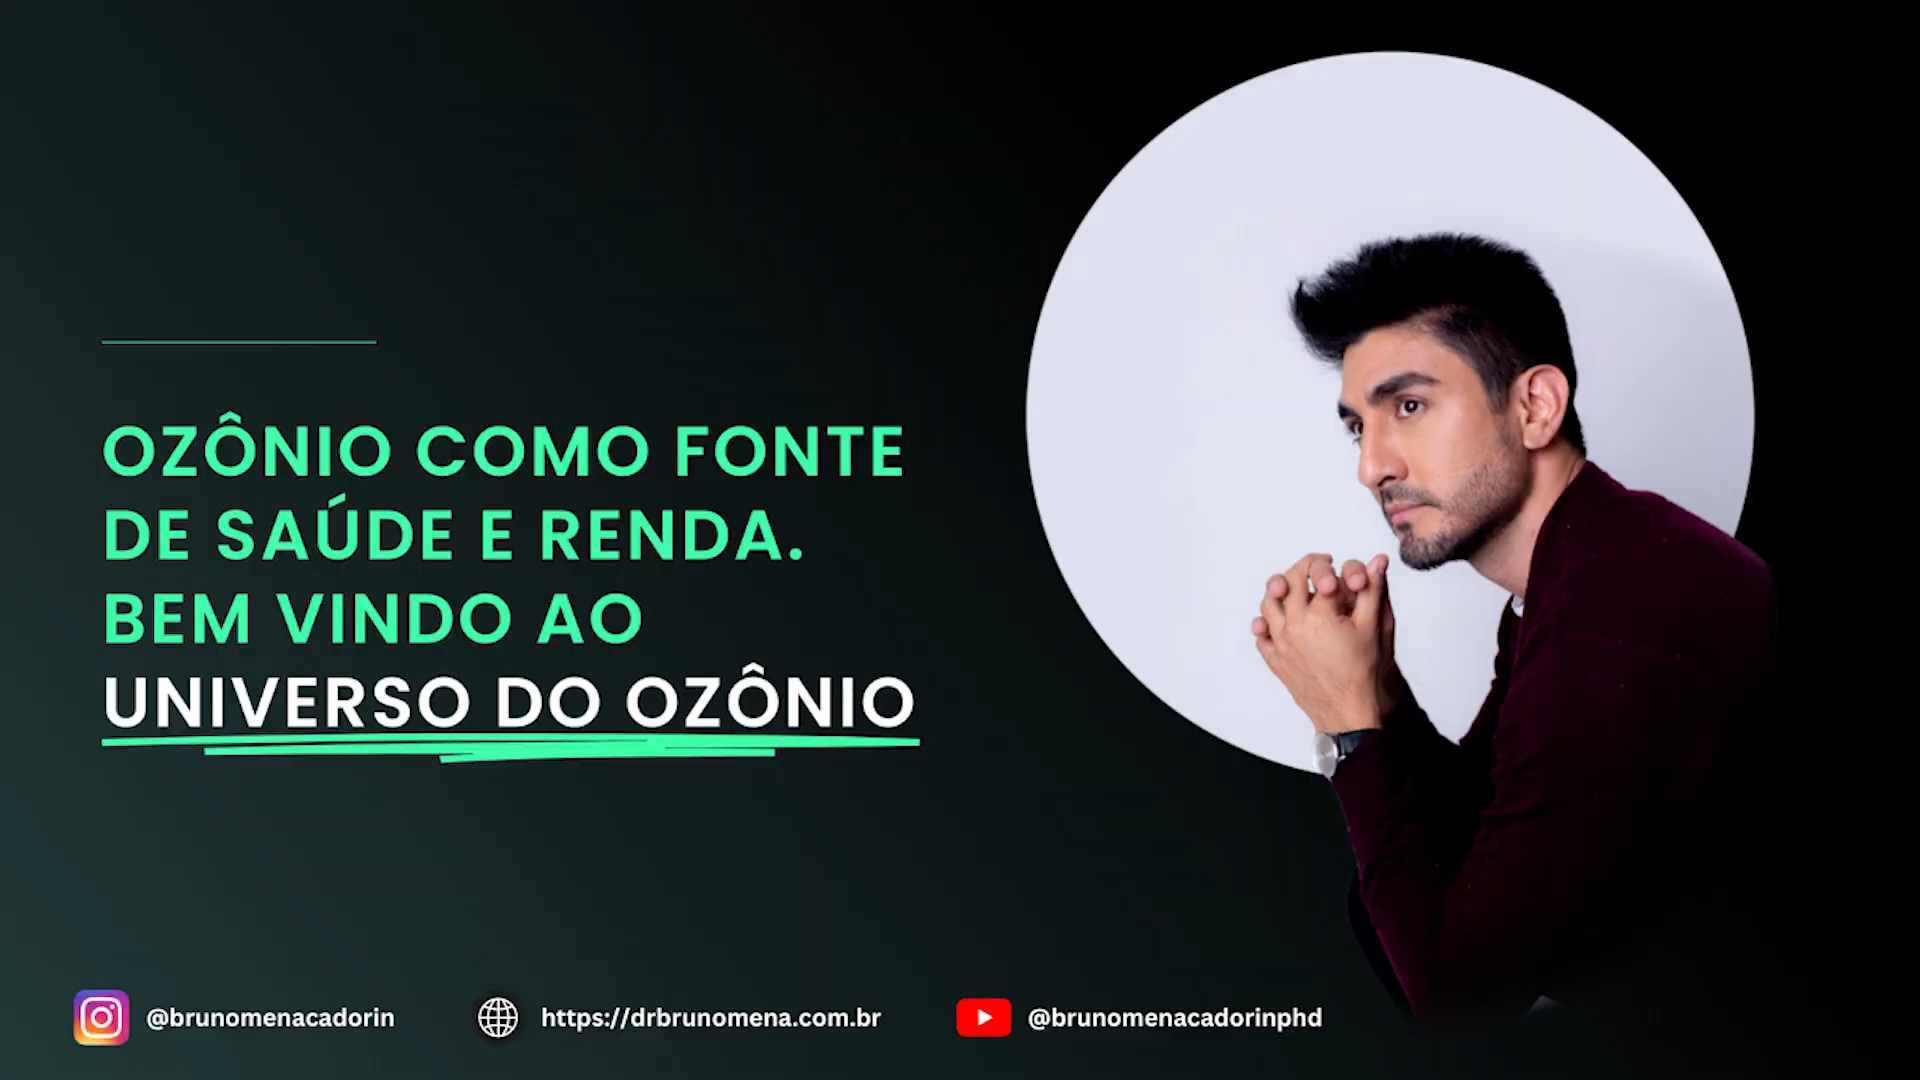 OZÔNIO COMO FONTE
DE SAÚDE E RENDA.
BEM VINDO AO
UNIVERSO DO OZÔNIO
@brunomenacadorin
https://drbrunomena.com.br
@brunomenacadorinphd